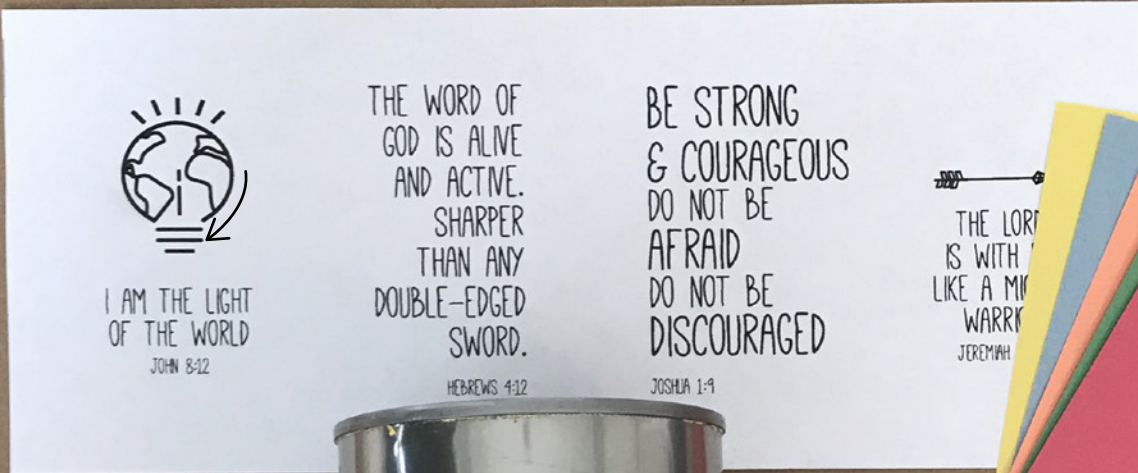 I AM THE LIGHT
OF THE WORLD
JOHN 8:12
THE WORD OF
GOD IS ALIVE
AND ACTIVE.
SHARPER
THAN ANY
DOUBLE-EDGED
SWORD.
HEBREWS 4:12
BE STRONG
& COURAGEOUS
DO NOT BE
AFRAID
DO NOT BE
DISCOURAGED
JOSHUA 1:9
THE
IS WITH
LIKE A
JEREMIAH